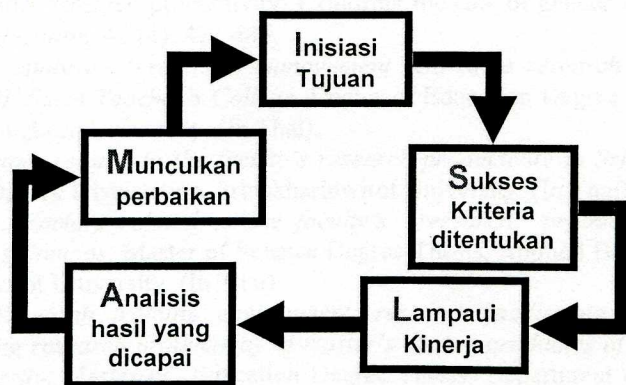 Inisiasi
Tujuan
Sukses
Kriteria
ditentukan
Lampaui
Kinerja
Analisis
hasil yang
dicapai
Munculkan
perbaikan